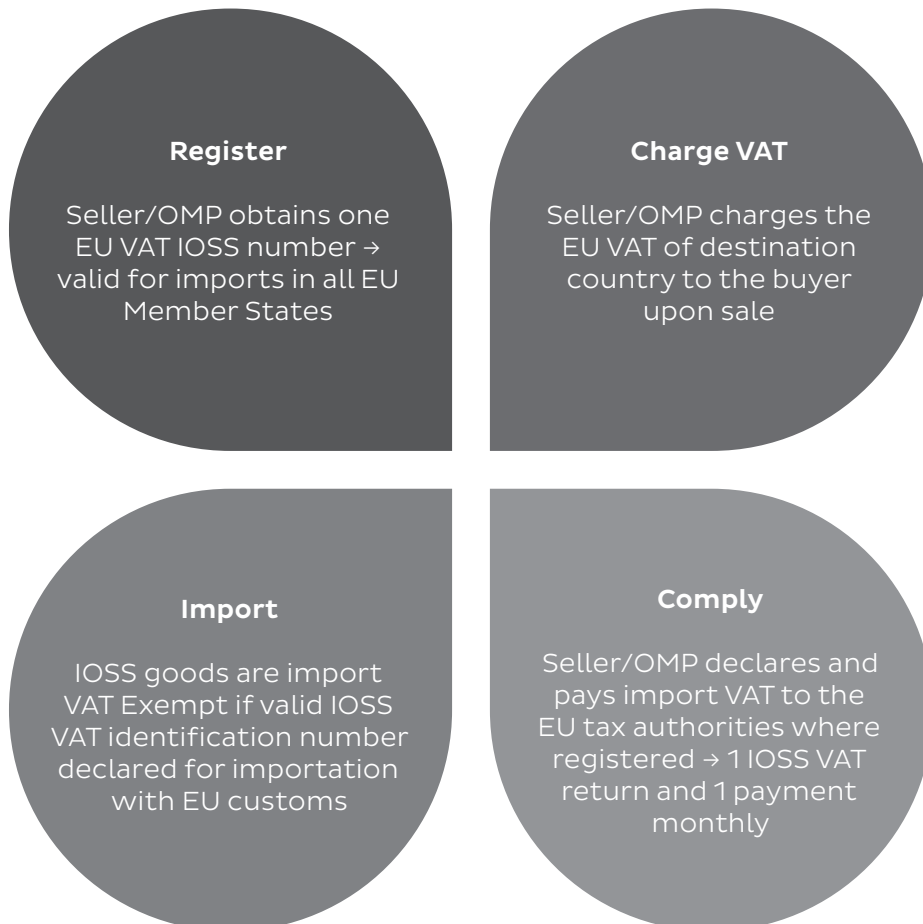 Register
Seller/OMP obtains one
EU VAT IOSS number →
valid for imports in all EU
Member States
Charge VAT
Seller/OMP charges the
EU VAT of destination
country to the buyer
upon sale
Import
IOSS goods are import
VAT Exempt if valid IOSS
VAT identification number
declared for importation
with EU customs
Comply
Seller/OMP declares and
pays import VAT to the
EU tax authorities where
registered → 1 IOSS VAT
return and 1 payment
monthly